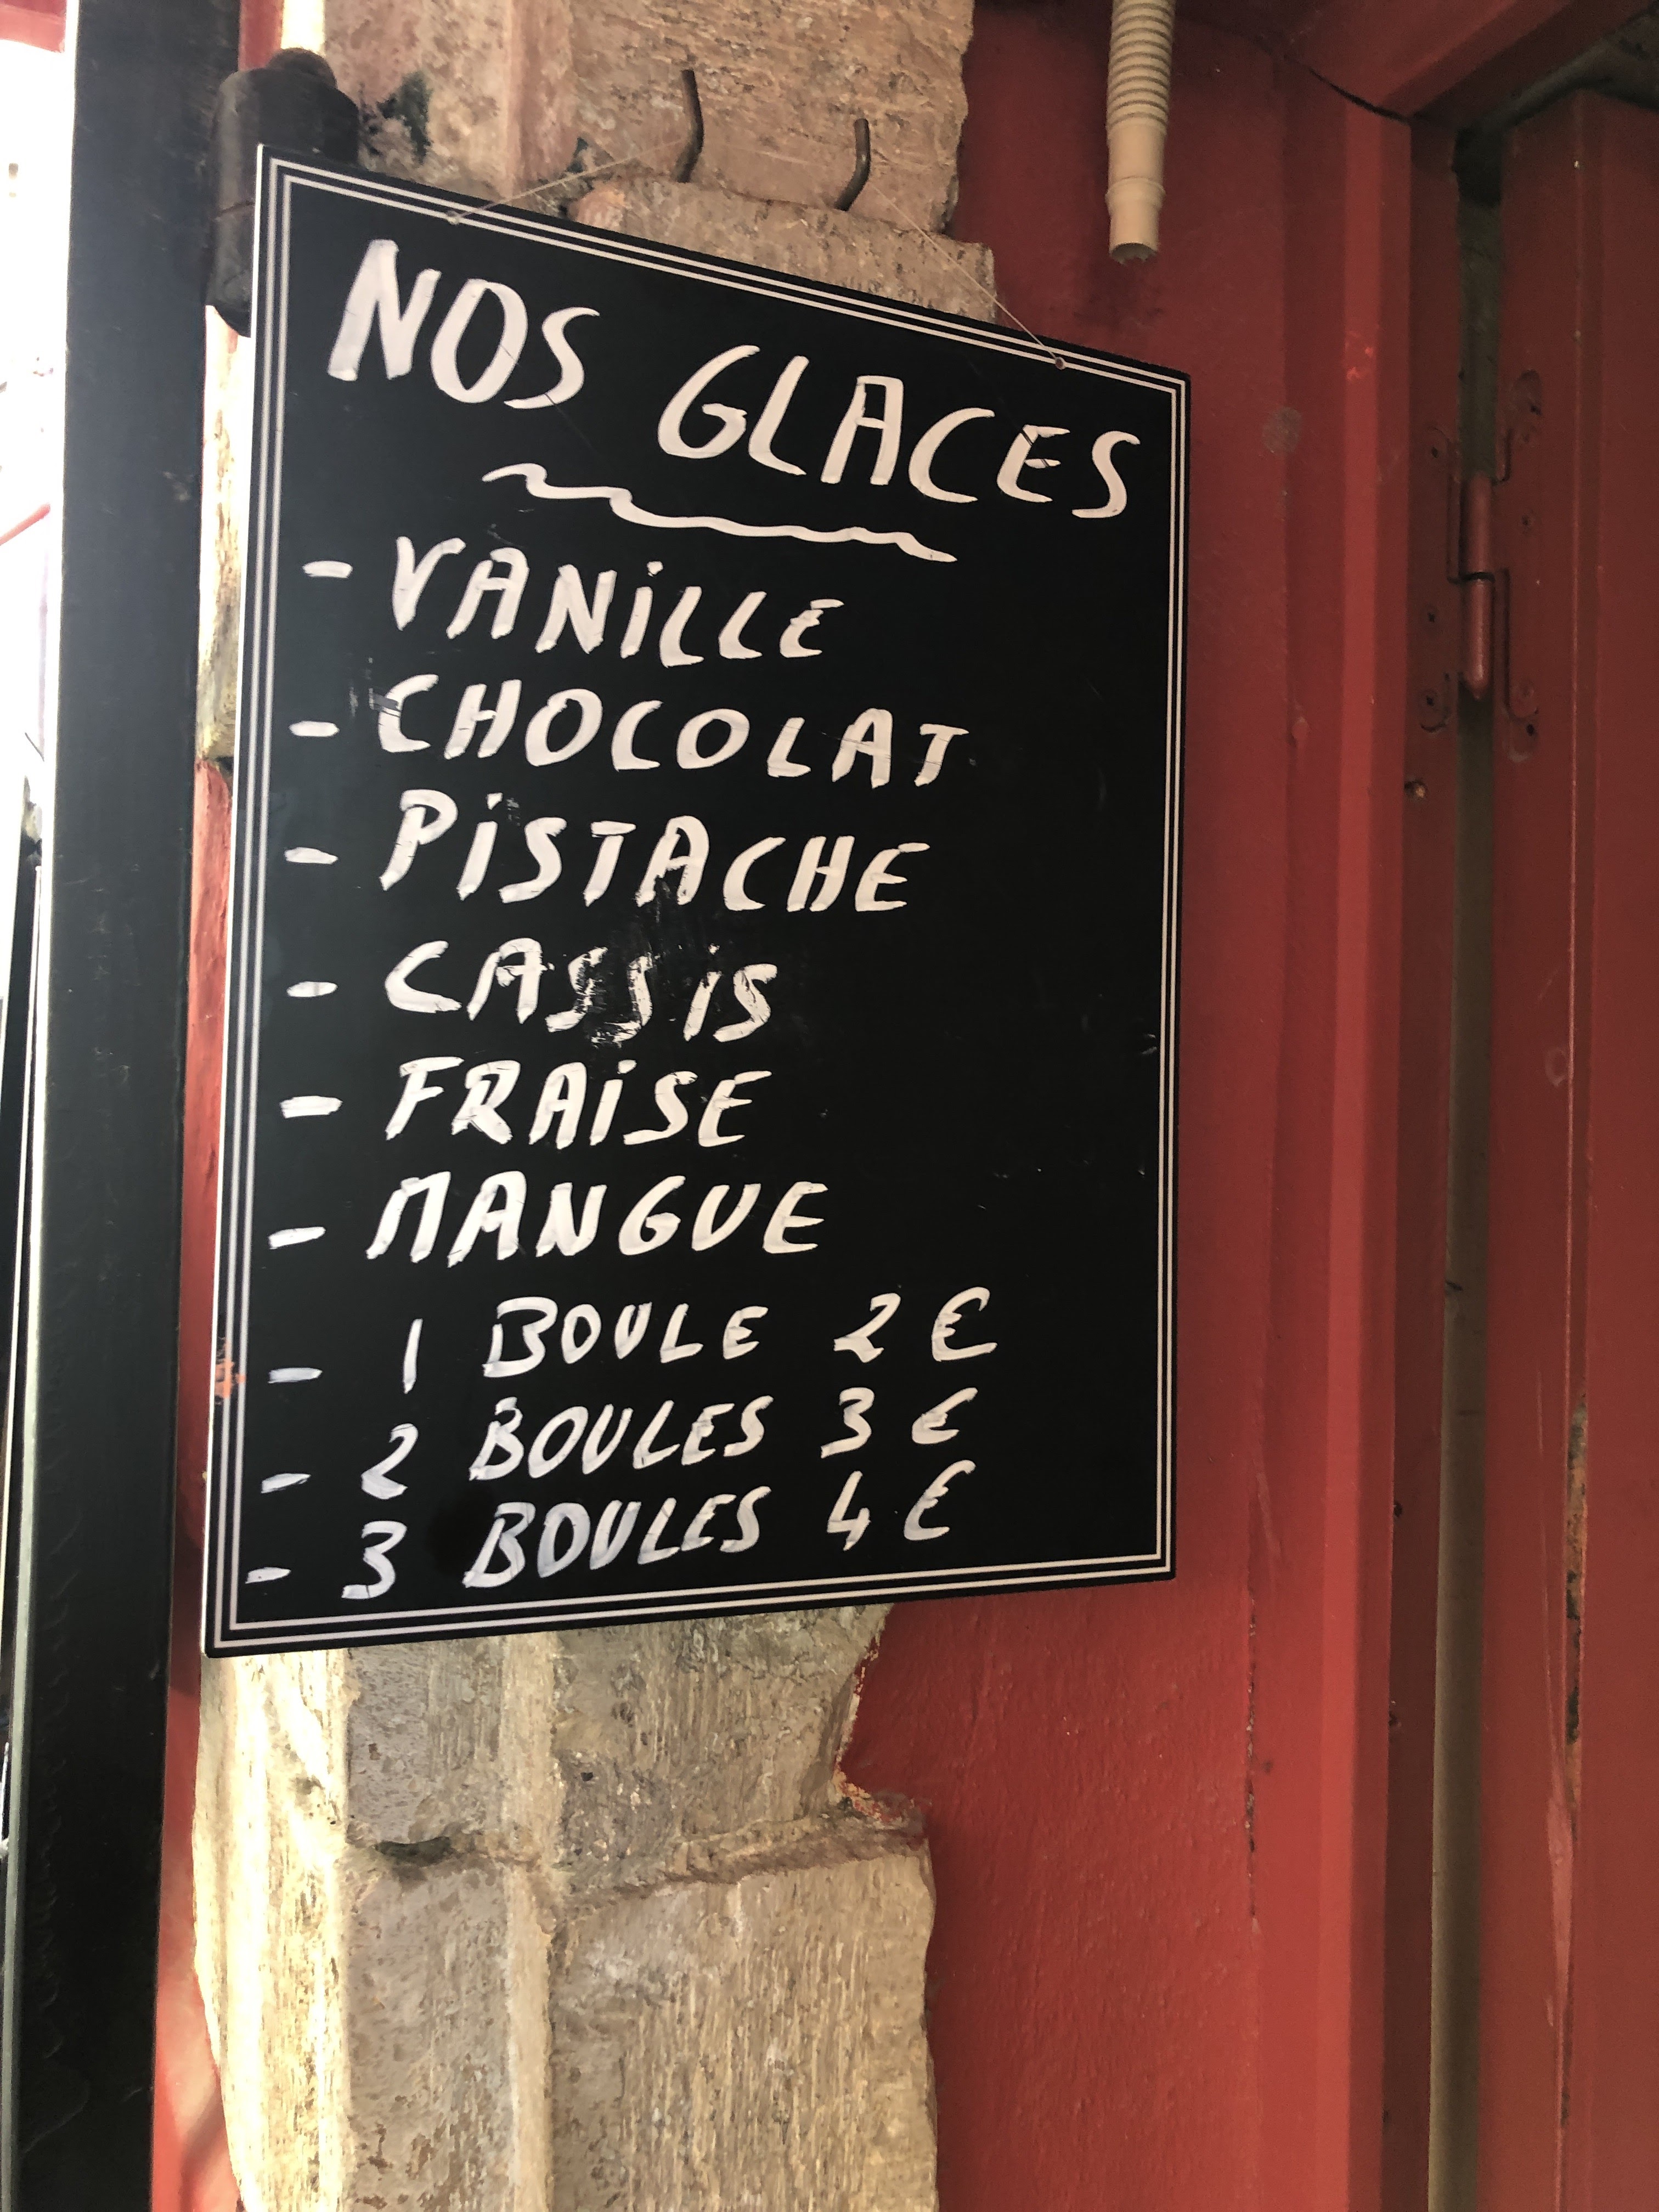 NOS GLACES
- VANiLLE
- CHOCOLAT
- PiSTACHE
- CASSiS
- FRAiSE
- MANGUE
- 1 BOULE 2 €
- 2 BOULES 3 €
- 3 BOULES 4 €